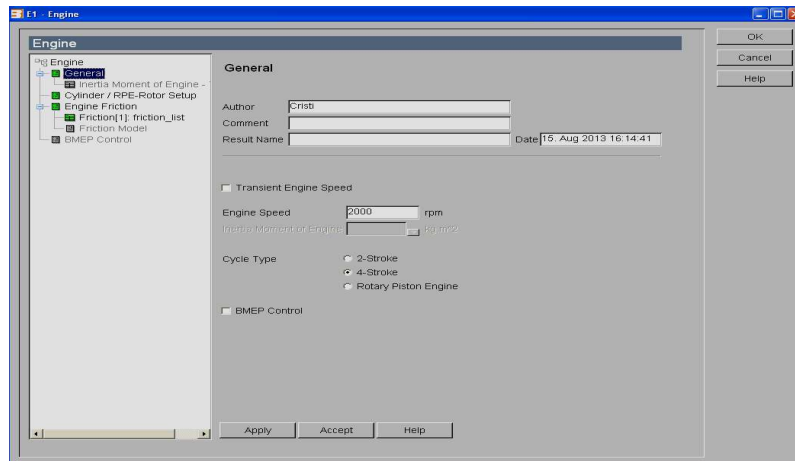 E1 - Engine
OK
Cancel
Help
Engine
Engine
General
Inertia Moment of Engine -
Cylinder / RPE-Rotor Setup
Engine Friction
Friction[1]: friction_list
Friction Model
BMEP Control
General
Author Cristi
Comment
Result Name Date 15. Aug 2013 16:14:41
Transient Engine Speed
Engine Speed 2000 rpm
Inertia Moment of Engine kg.m^2
Cycle Type 2-Stroke
4-Stroke
Rotary Piston Engine
BMEP Control
Apply Accept Help